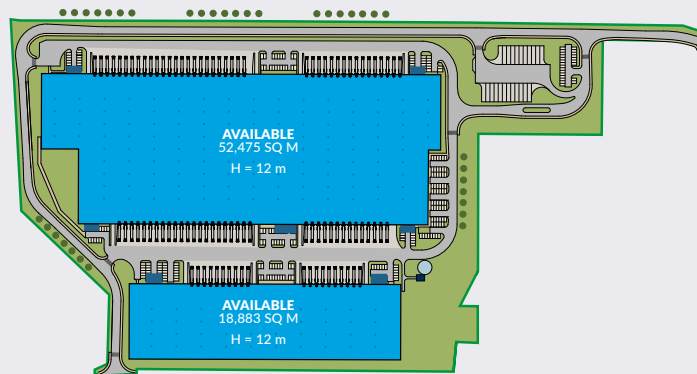 AVAILABLE
52,475 SQ M
H = 12 m
AVAILABLE
18,883 SQ M
H = 12 m